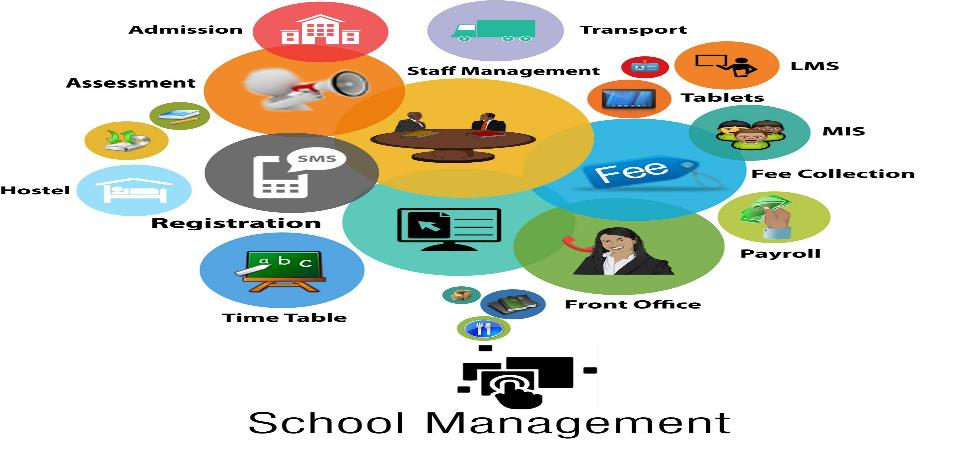 Admission
Transport
Staff Management
LMS
Assessment
Tablets
MIS
SMS
Fee
Fee Collection
Hostel
Registration
Payroll
a b c
Front Office
Time Table
School Management